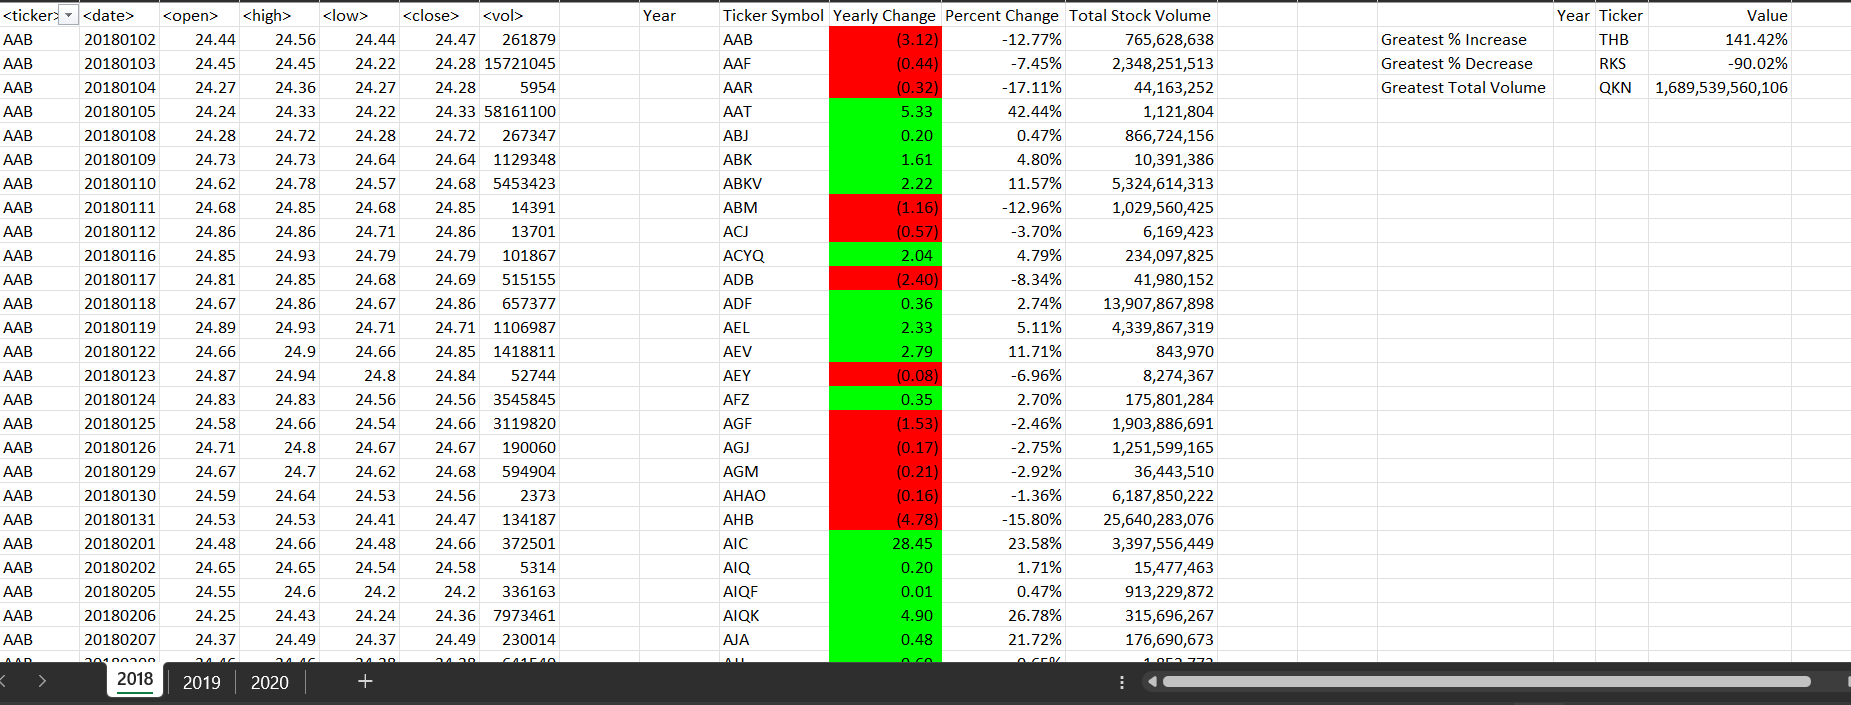 <ticker> <date> <open> <high> <low> <close> <vol> Year Ticker Symbol Yearly Change Percent Change Total Stock Volume Year Ticker Value
AAB 20180102 24.44 24.56 24.44 24.47 261879 AAB (3.12) -12.77% 765,628,638 Greatest % Increase THB 141.42%
AAB 20180103 24.45 24.45 24.22 24.28 15721045 AAF (0.44) -7.45% 2,348,251,513 Greatest % Decrease RKS -90.02%
AAB 20180104 24.27 24.36 24.27 24.28 5954 AAR (0.32) -17.11% 44,163,252 Greatest Total Volume QKN 1,689,539,560,106
AAB 20180105 24.24 24.33 24.22 24.33 58161100 AAT 5.33 42.44% 1,121,804
AAB 20180108 24.28 24.72 24.28 24.72 267347 ABJ 0.20 0.47% 866,724,156
AAB 20180109 24.73 24.73 24.64 24.64 1129348 ABK 1.61 4.80% 10,391,386
AAB 20180110 24.62 24.78 24.57 24.68 5453423 ABKV 2.22 11.57% 5,324,614,313
AAB 20180111 24.68 24.85 24.68 24.85 14391 ABM (1.16) -12.96% 1,029,560,425
AAB 20180112 24.86 24.86 24.71 24.86 13701 ACJ (0.57) -3.70% 6,169,423
AAB 20180116 24.85 24.93 24.79 24.79 101867 ACYQ 2.04 4.79% 234,097,825
AAB 20180117 24.81 24.85 24.68 24.69 515155 ADB (2.40) -8.34% 41,980,152
AAB 20180118 24.67 24.86 24.67 24.86 657377 ADF 0.36 2.74% 13,907,867,898
AAB 20180119 24.89 24.93 24.71 24.71 1106987 AEL 2.33 5.11% 4,339,867,319
AAB 20180122 24.66 24.9 24.66 24.85 1418811 AEV 2.79 11.71% 843,970
AAB 20180123 24.87 24.94 24.8 24.84 52744 AEY (0.08) -6.96% 8,274,367
AAB 20180124 24.83 24.83 24.56 24.56 3545845 AFZ 0.35 2.70% 175,801,284
AAB 20180125 24.58 24.66 24.54 24.66 3119820 AGF (1.53) -2.46% 1,903,886,691
AAB 20180126 24.71 24.8 24.67 24.67 190060 AGJ (0.17) -2.75% 1,251,599,165
AAB 20180129 24.67 24.7 24.62 24.68 594904 AGM (0.21) -2.92% 36,443,510
AAB 20180130 24.59 24.64 24.53 24.56 2373 AHAO (0.16) -1.36% 6,187,850,222
AAB 20180131 24.53 24.53 24.41 24.47 134187 AHB (4.78) -15.80% 25,640,283,076
AAB 20180201 24.48 24.66 24.48 24.66 372501 AIC 28.45 23.58% 3,397,556,449
AAB 20180202 24.65 24.65 24.54 24.58 5314 AIQ 0.20 1.71% 15,477,463
AAB 20180205 24.55 24.6 24.2 24.2 336163 AIQF 0.01 0.47% 913,229,872
AAB 20180206 24.25 24.43 24.24 24.36 7973461 AIQK 4.90 26.78% 315,696,267
AAB 20180207 24.37 24.49 24.37 24.49 230014 AJA 0.48 21.72% 176,690,673
2018 2019 2020